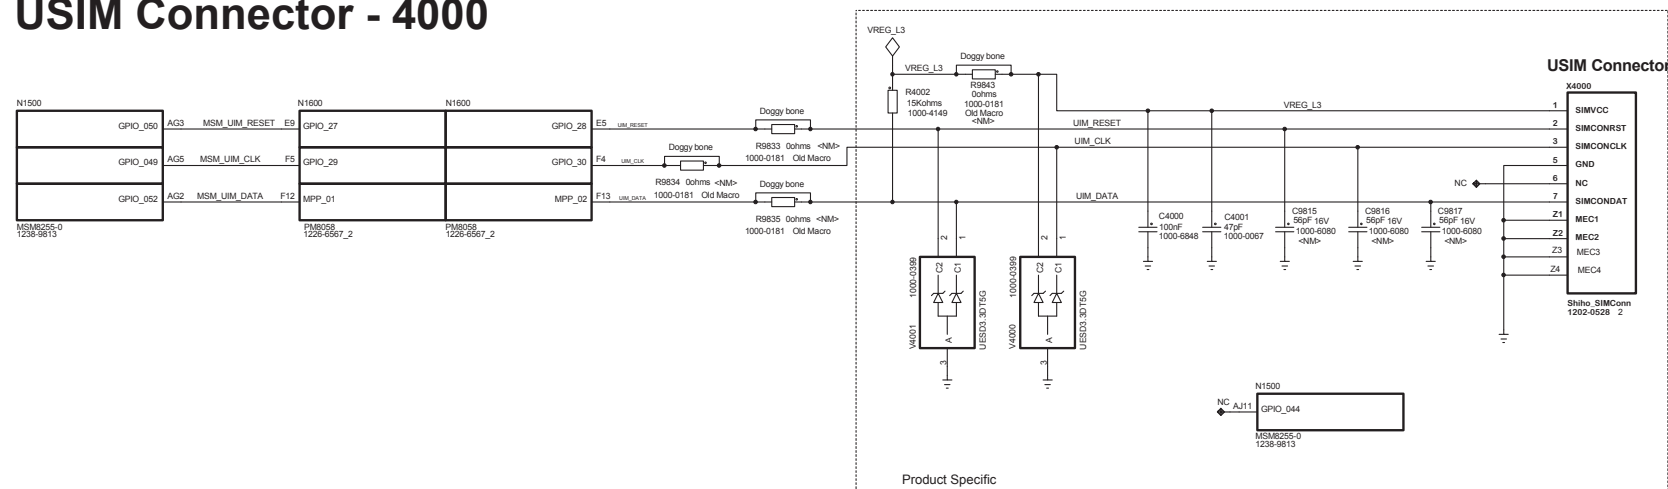 USIM Connector - 4000
VREG_L3
Doggy bone
VREG_L3
R9843
0ohms
1000-0181
Old Macro
<NM>
R4002
15Kohms
1000-4149
USIM Connector
X4000
N1500
N1600
N1600
GPIO_050 AG3 MSM_UIM_RESET E9 GPIO_27
GPIO_28 E5 UIM_RESET
Doggy bone
R9833 0ohms <NM>
1000-0181 Old Macro
GPIO_049 AG5 MSM_UIM_CLK F5 GPIO_29
GPIO_30 F4 UIM_CLK
Doggy bone
R9834 0ohms <NM>
1000-0181 Old Macro
GPIO_052 AG2 MSM_UIM_DATA F12 MPP_01
MPP_02 F13 UIM_DATA
Doggy bone
R9835 0ohms <NM>
1000-0181 Old Macro
MSM8255-0
1238-9813
PM8058
1226-6567_2
PM8058
1226-6567_2
VREG_L3
UIM_RESET
UIM_CLK
UIM_DATA
1 SIMVCC
2 SIMCONRST
3 SIMCONCLK
5 GND
NC 6 NC
7 SIMCONDAT
Z1 MEC1
Z2 MEC2
Z3 MEC3
Z4 MEC4
Shiho_SIMConn
1202-0528 2
C4000
100nF
1000-6848
C4001
47pF
1000-0067
C9815
56pF 16V
1000-6080
<NM>
C9816
56pF 16V
1000-6080
<NM>
C9817
56pF 16V
1000-6080
<NM>
2 1
C2 C1
1000-0399
V4001
UESD3.3DT5G
A
3
2 1
C2 C1
1000-0399
V4000
UESD3.3DT5G
A
3
N1500
NC AJ11 GPIO_044
MSM8255-0
1238-9813
Product Specific